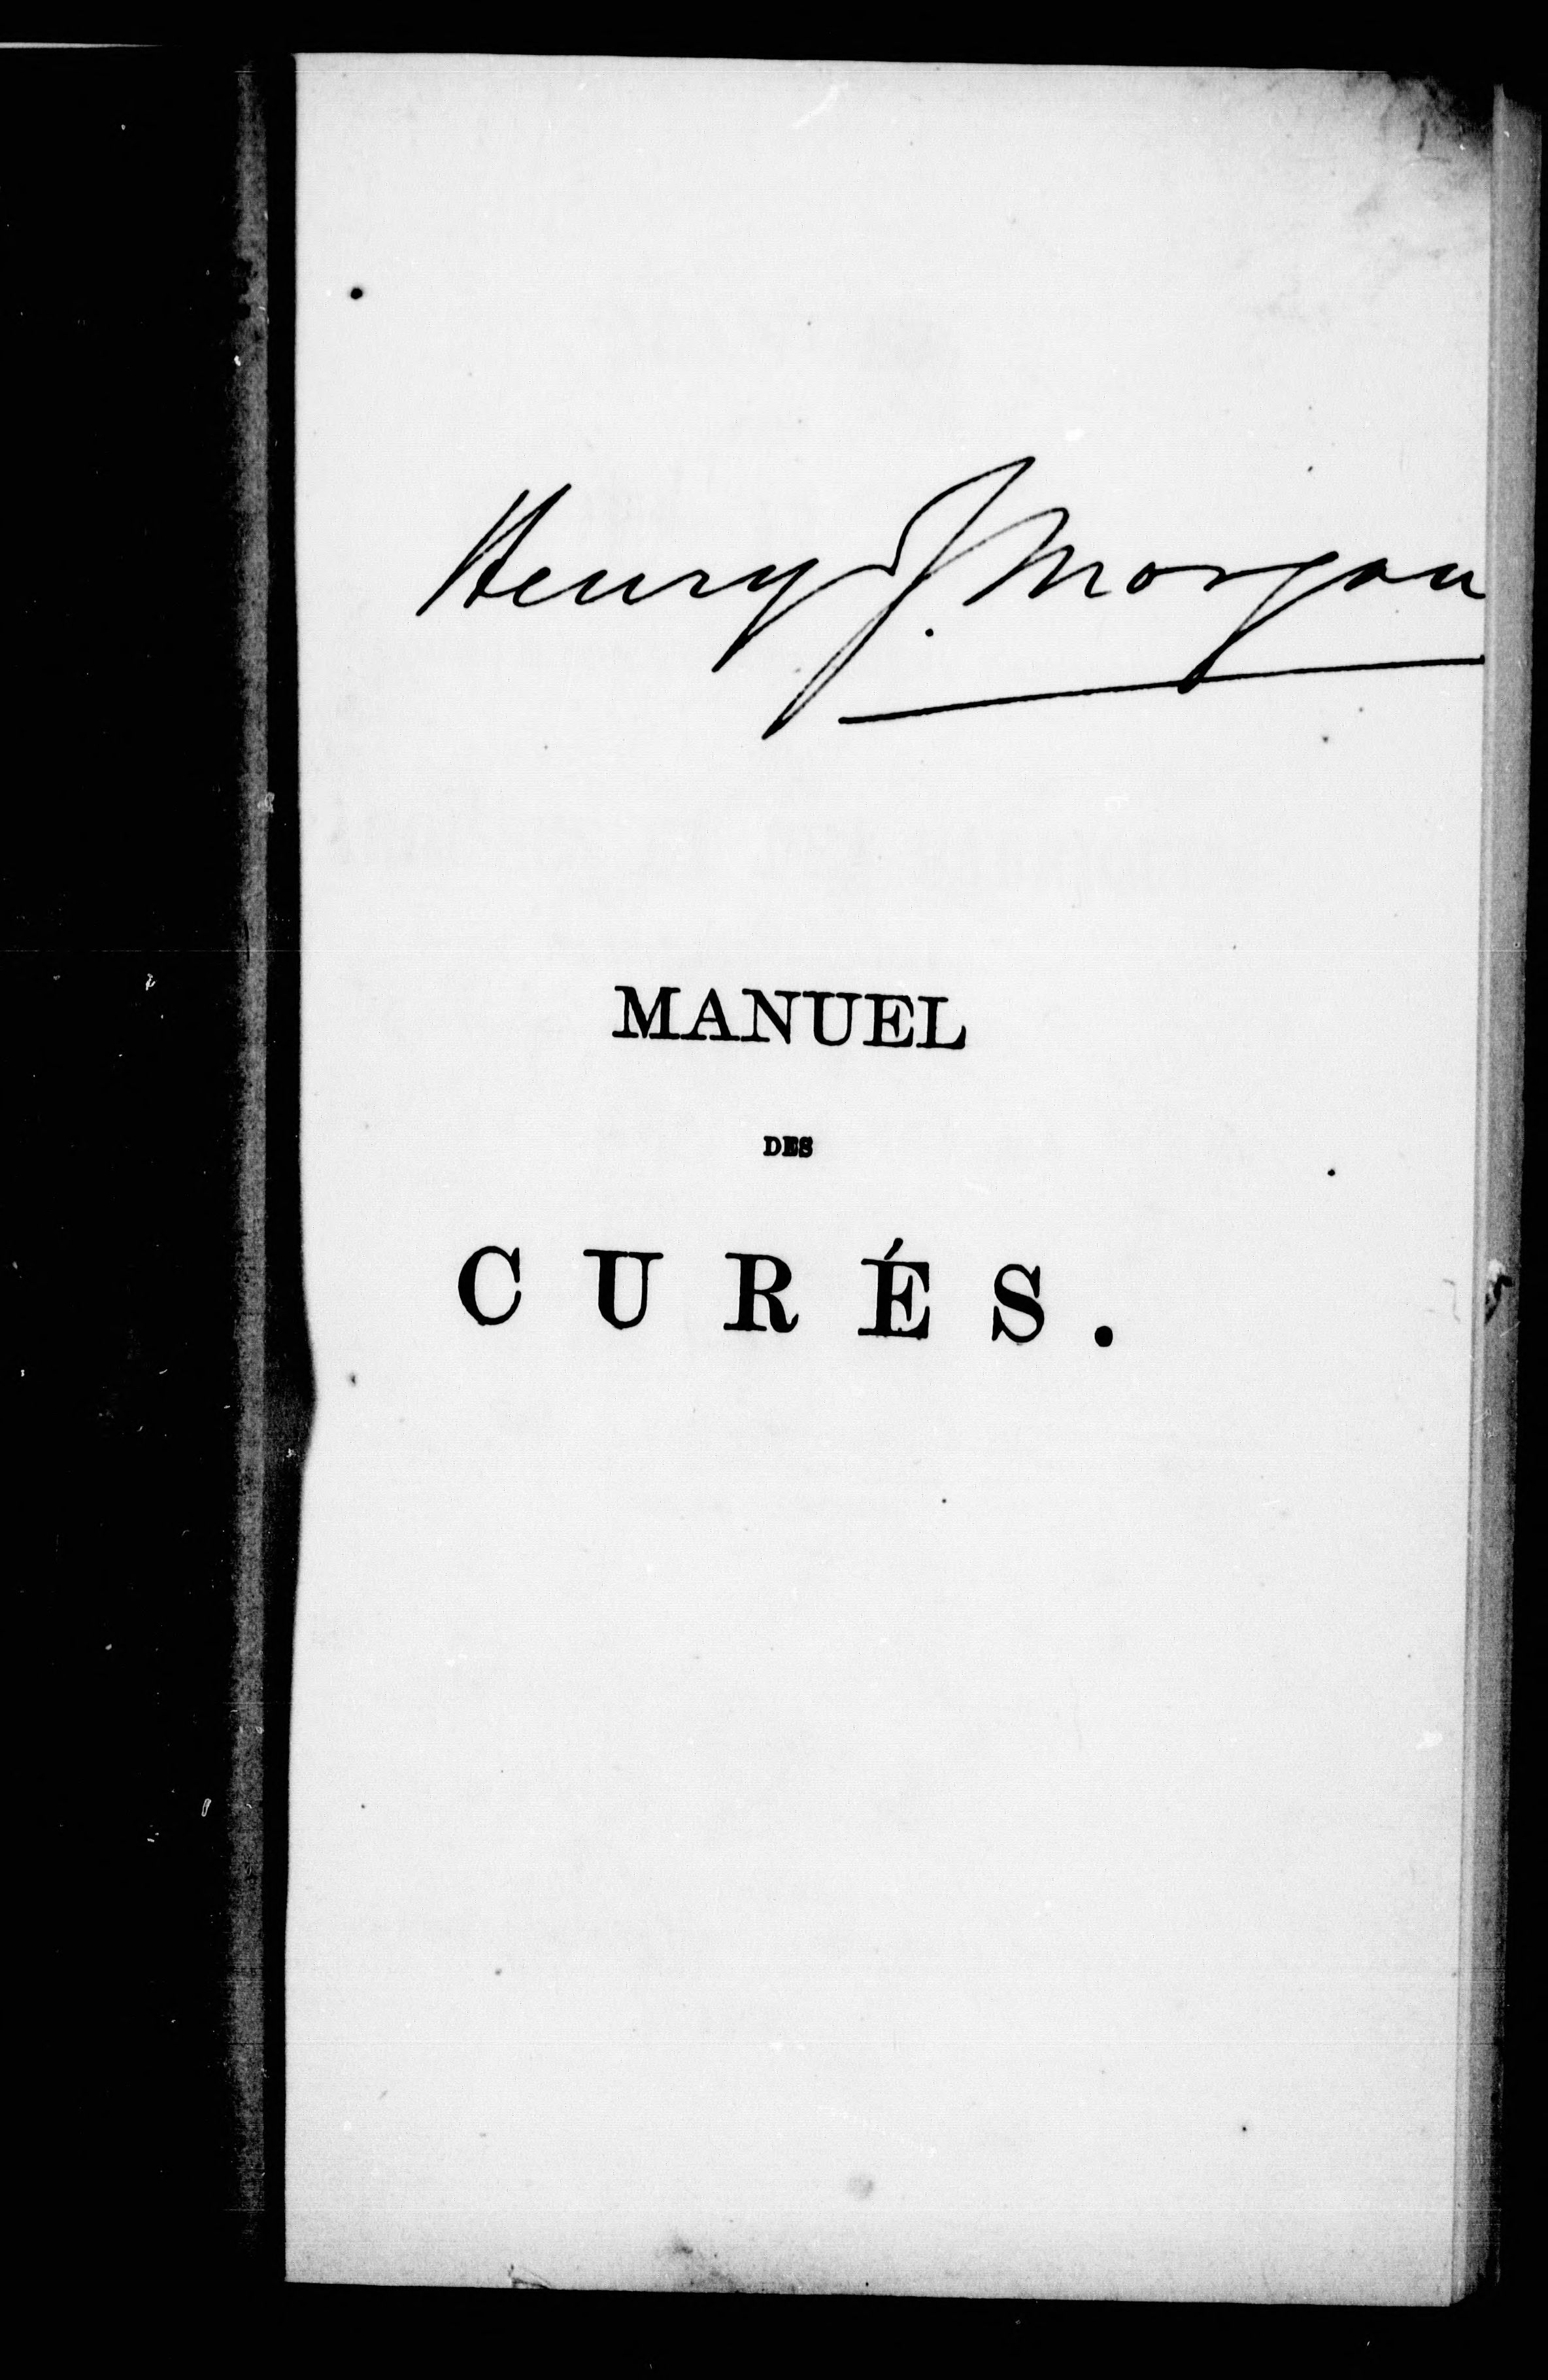 Henry J. Morgan
MANUEL
DES
CURÉS.